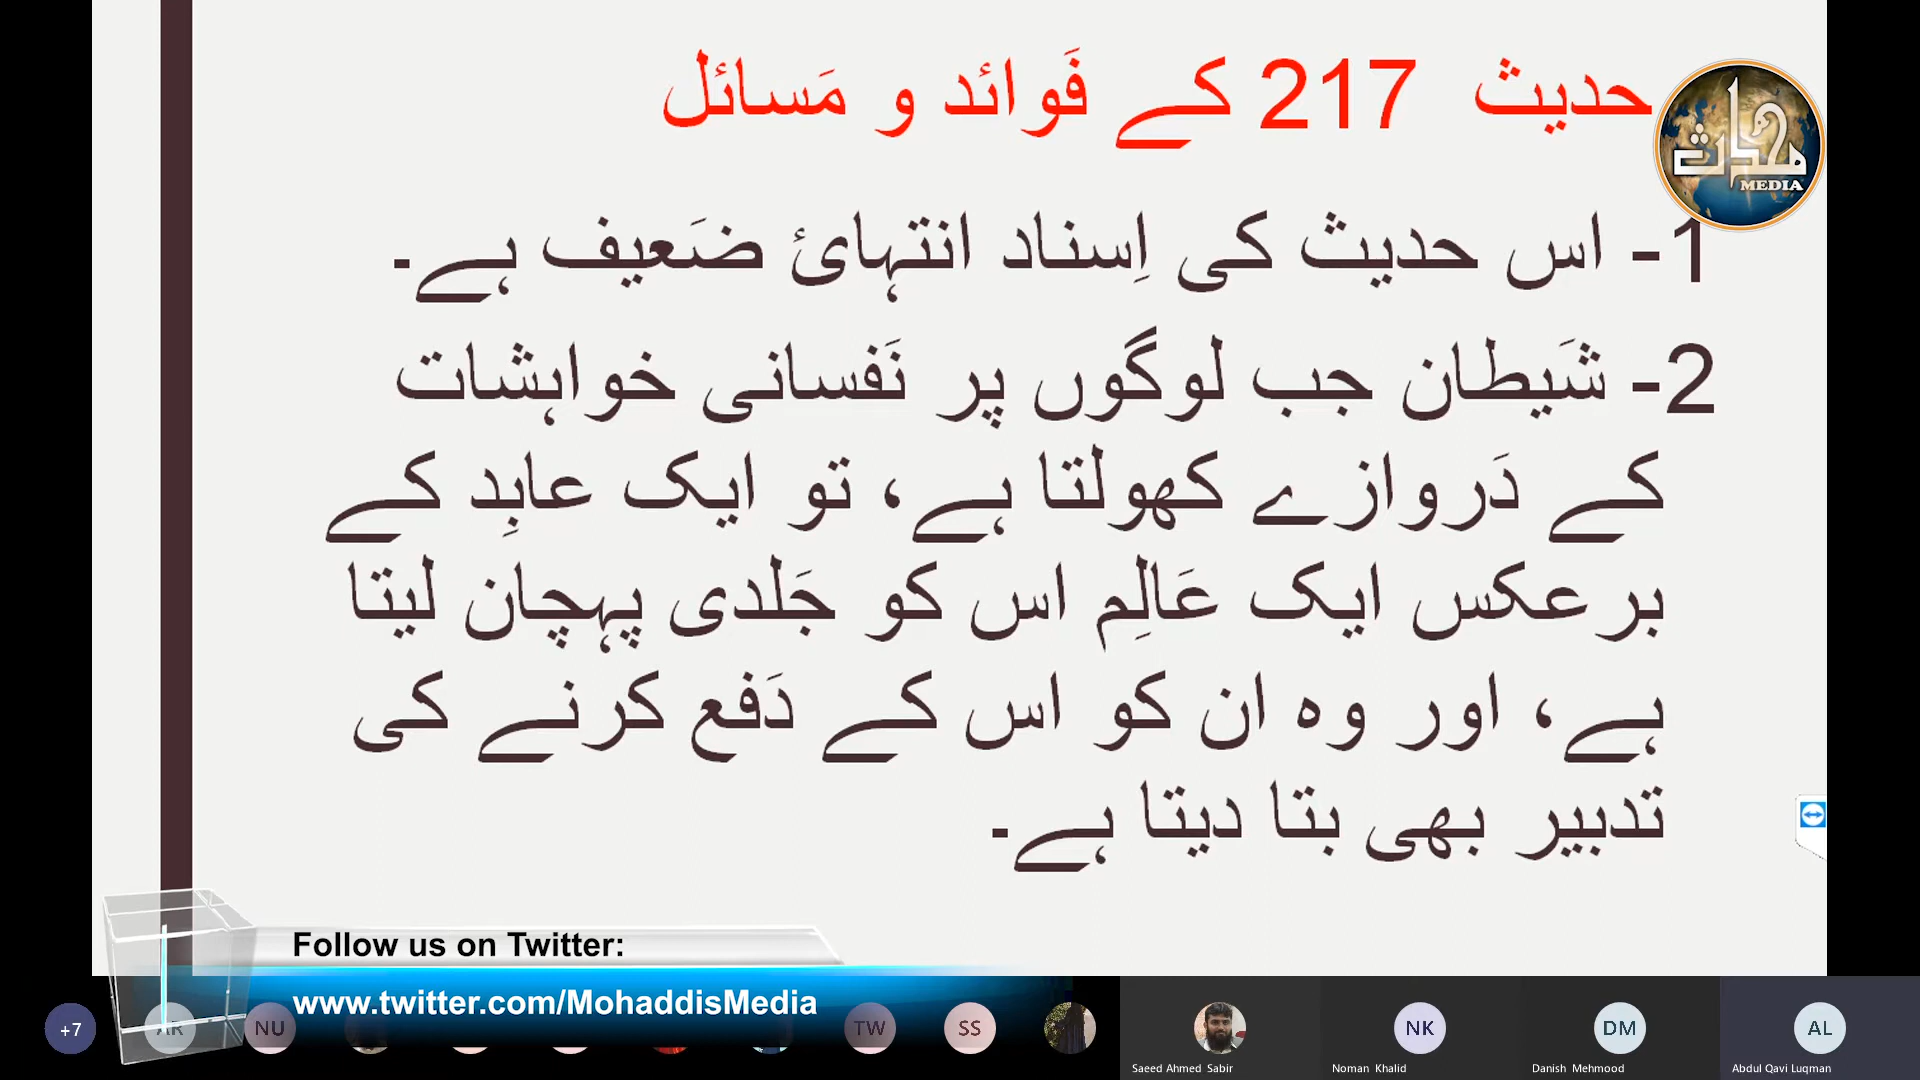 حدیث 217 کے فَوائد و مَسائل
محدث
MEDIA
1- اس حدیث کی اِسناد انتہائ ضَعیف ہے۔
2- شَیطان جب لوگوں پر نَفسانی خواہشات
کے دَروازے کھولتا ہے، تو ایک عابِد کے
برعکس ایک عَالِم اس کو جَلدی پہچان لیتا
ہے، اور وہ ان کو اس کے دَفع کرنے کی
تدبیر بھی بتا دیتا ہے۔
Follow us on Twitter:
www.twitter.com/MohaddisMedia
+7
AR
NU
TW
SS
NK
DM
AL
Saeed Ahmed Sabir
Noman Khalid
Danish Mehmood
Abdul Qavi Luqman